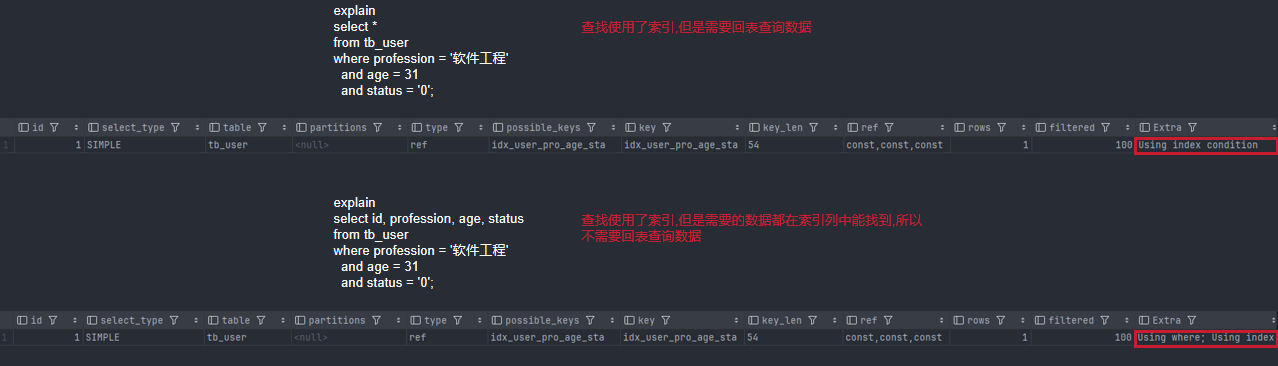 explain
select * 查找使用了索引,但是需要回表查询数据
from tb_user
where profession = '软件工程'
and age = 31
and status = '0';
id select_type table partitions type possible_keys key key_len ref rows filtered Extra
1 1 SIMPLE tb_user <null> ref idx_user_pro_age_sta idx_user_pro_age_sta 54 const,const,const 1 100 Using index condition
explain
select id, profession, age, status 查找使用了索引,但是需要的数据都在索引列中能找到,所以
from tb_user 不需要回表查询数据
where profession = '软件工程'
and age = 31
and status = '0';
id select_type table partitions type possible_keys key key_len ref rows filtered Extra
1 1 SIMPLE tb_user <null> ref idx_user_pro_age_sta idx_user_pro_age_sta 54 const,const,const 1 100 Using where; Using index